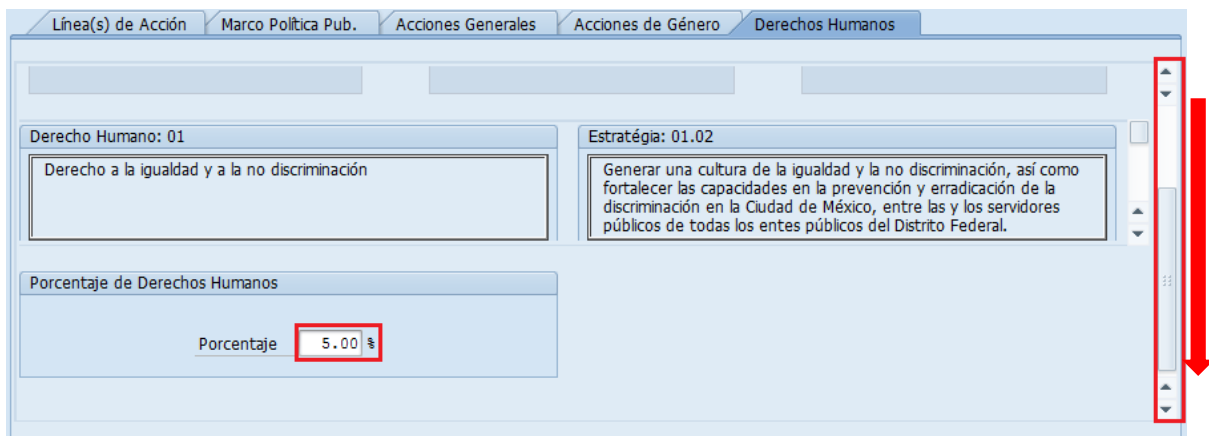 Línea(s) de Acción Marco Política Pub. Acciones Generales Acciones de Género Derechos Humanos
Derecho Humano: 01
Derecho a la igualdad y a la no discriminación
Estratégia: 01.02
Generar una cultura de la igualdad y la no discriminación, así como
fortalecer las capacidades en la prevención y erradicación de la
discriminación en la Ciudad de México, entre las y los servidores
públicos de todas los entes públicos del Distrito Federal.
Porcentaje de Derechos Humanos
Porcentaje 5.00 %